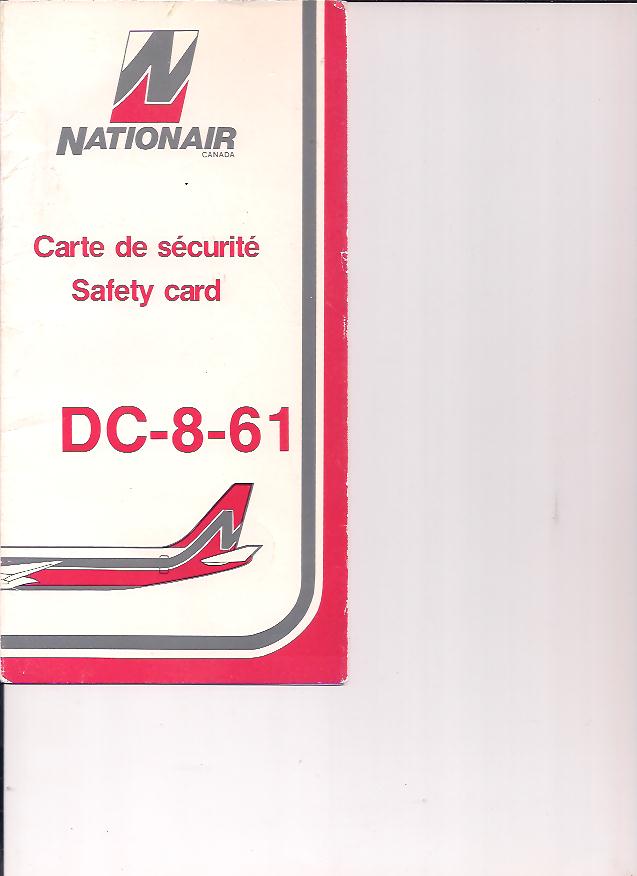 NATIONAIR
CANADA
Carte de sécurité
Safety card
DC-8-61